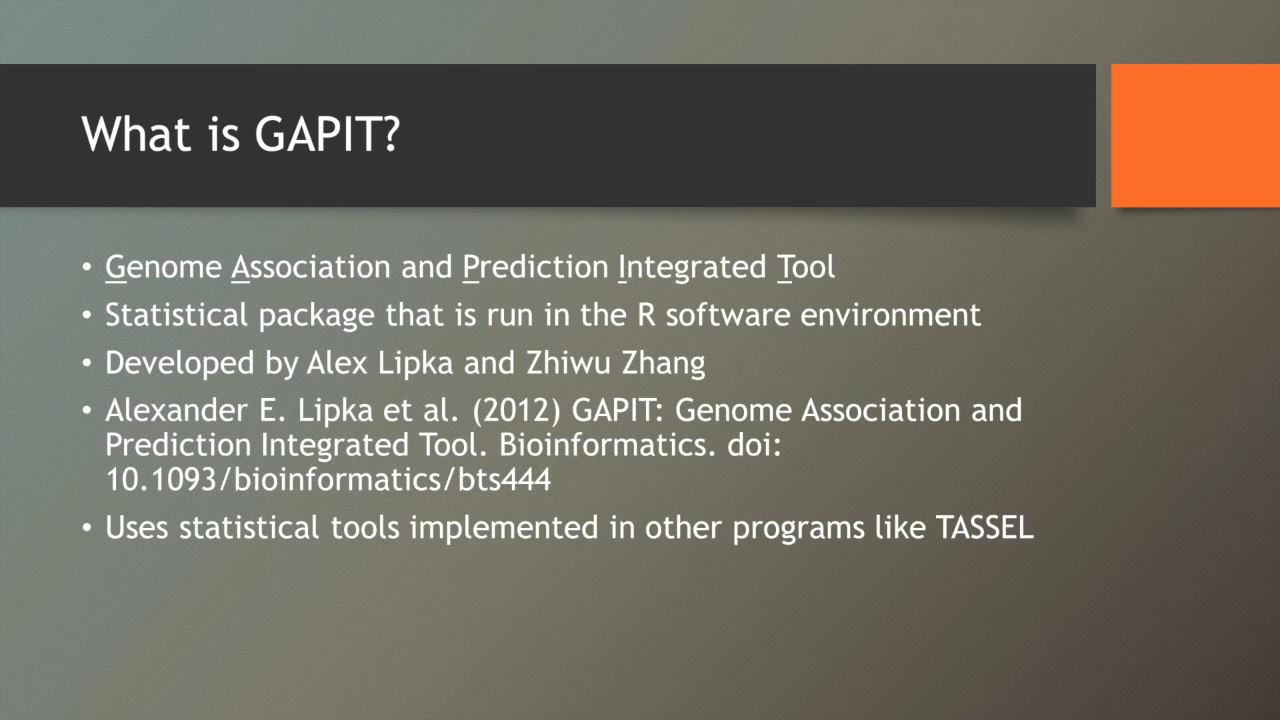 What is GAPIT?
• Genome Association and Prediction Integrated Tool
• Statistical package that is run in the R software environment
• Developed by Alex Lipka and Zhiwu Zhang
• Alexander E. Lipka et al. (2012) GAPIT: Genome Association and
Prediction Integrated Tool. Bioinformatics. doi:
10.1093/bioinformatics/bts444
• Uses statistical tools implemented in other programs like TASSEL